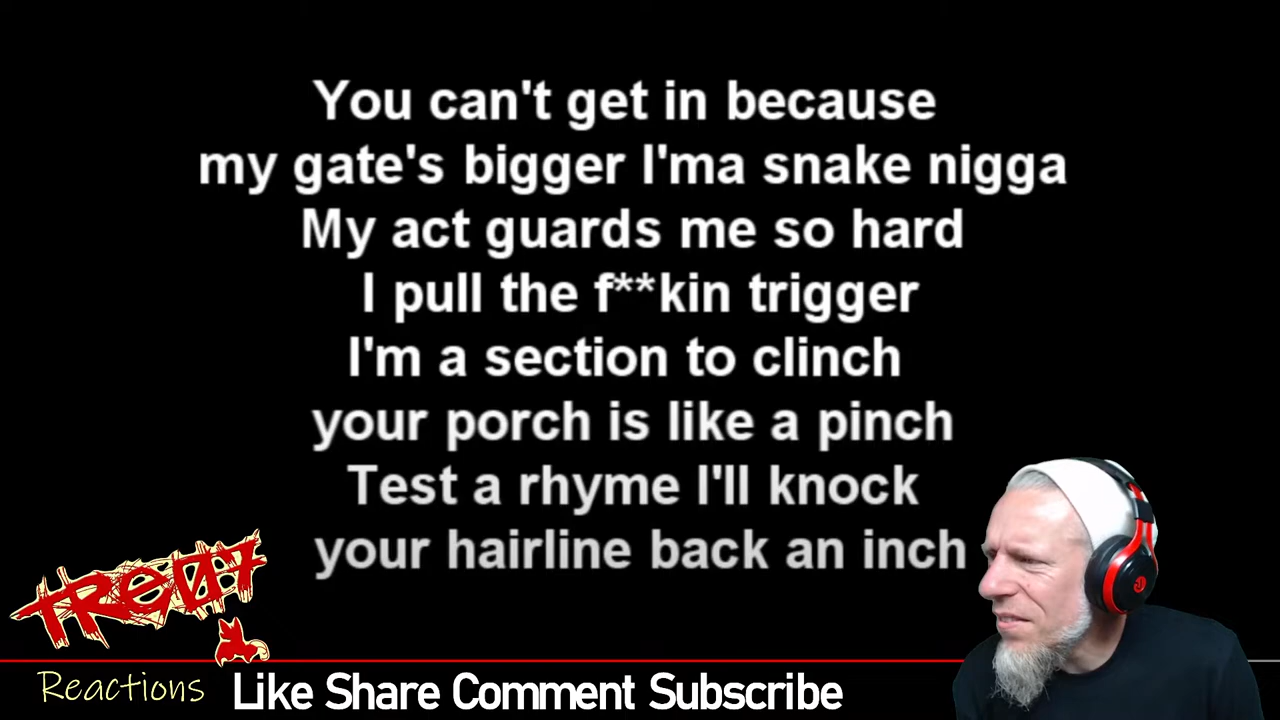 You can't get in because
my gate's bigger I'ma snake nigga
My act guards me so hard
I pull the f**kin trigger
I'm a section to clinch
your porch is like a pinch
Test a rhyme I'll knock
your hairline back an inch
TRE007
Reactions
Like Share Comment Subscribe